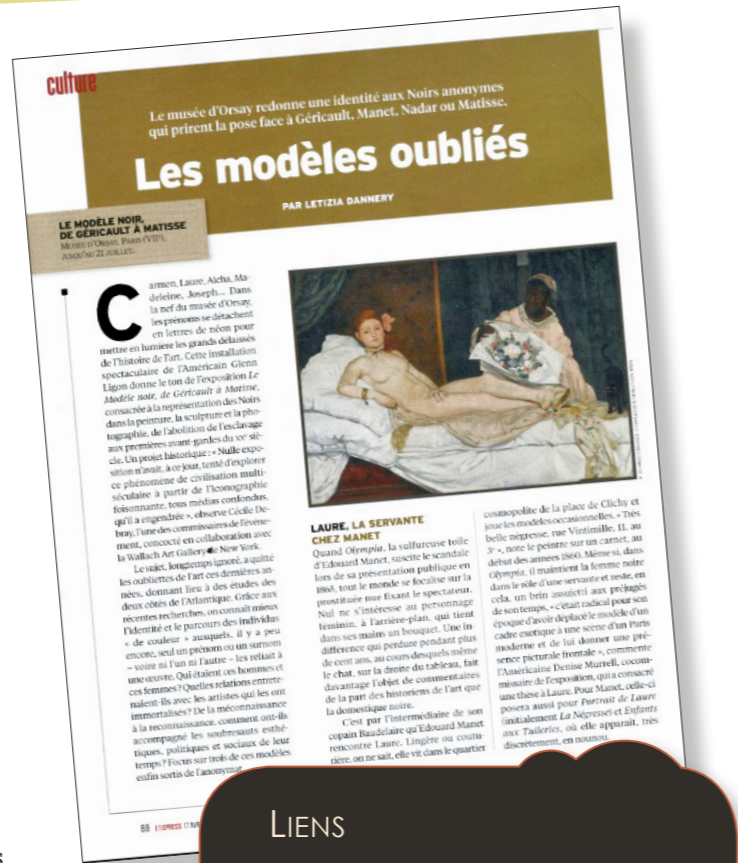 culture
Le musée d'Orsay redonne une identité aux Noirs anonymes
qui prirent la pose face à Géricault, Manet, Nadar ou Matisse.
Les modèles oubliés
PAR LETIZIA DANNERY
LE MODÈLE NOIR,
DE GÉRICAULT À MATISSE
MUSÉE D'ORSAY, PARIS (VIIe),
JUSQU'AU 21 JUILLET.
Carmen, Laure, Aïcha, Ma-
deleine, Joseph... Dans
la nef du musée d'Orsay,
les prénoms se détachent
en lettres de néon pour
mettre en lumière les grands délaissés
de l'histoire de l'art. Cette installation
spectaculaire de l'Américain Glenn
Ligon donne le ton de l'exposition Le
Modèle noir, de Géricault à Matisse,
consacrée à la représentation des Noirs
dans la peinture, la sculpture et la pho-
tographie, de l'abolition de l'esclavage
aux premières avant-gardes du XXe siè-
cle. Un projet historique : « Nulle expo-
sition n'avait, à ce jour, tenté d'explorer
ce phénomène de civilisation multi-
séculaire à partir de l'iconographie
foisonnante, tous médias confondus,
qu'il a engendrée », observe Cécile De-
bray, l'une des commissaires de l'événe-
ment, concocté en collaboration avec
la Wallach Art Gallery de New York.
Le sujet, longtemps ignoré, a quitté
les oubliettes de l'art ces dernières an-
nées, donnant lieu à des études des
deux côtés de l'Atlantique. Grâce aux
récentes recherches, on connaît mieux
l'identité et le parcours des individus
« de couleur » auxquels, il y a peu
encore, seul un prénom ou un surnom
– voire ni l'un ni l'autre – les reliait à
une œuvre. Qui étaient ces hommes et
ces femmes ? Quelles relations entrete-
naient-ils avec les artistes qui les ont
immortalisés ? De la méconnaissance
à la reconnaissance, comment ont-ils
accompagné les soubresauts esthé-
tiques, politiques et sociaux de leur
temps ? Focus sur trois de ces modèles
enfin sortis de l'anonymat.
LAURE, LA SERVANTE
CHEZ MANET
Quand Olympia, la sulfureuse toile
d'Edouard Manet, suscite le scandale
lors de sa présentation publique en
1865, tout le monde se focalise sur la
prostituée nue fixant le spectateur.
Nul ne s'intéresse au personnage
féminin, à l'arrière-plan, qui tient
dans ses mains un bouquet. Une in-
différence qui perdure pendant plus
de cent ans, au cours desquels même
le chat, sur la droite du tableau, fait
davantage l'objet de commentaires
de la part des historiens de l'art que
la domestique noire.
C'est par l'intermédiaire de son
copain Baudelaire qu'Edouard Manet
rencontre Laure. Lingère ou coutu-
rière, on ne sait, elle vit dans le quartier
cosmopolite de la place de Clichy et
joue les modèles occasionnelles. « Très
belle négresse, rue Vintimille, 11, au
3e », note le peintre sur un carnet, au
début des années 1860. Même si, dans
Olympia, il maintient la femme noire
dans le rôle d'une servante et reste, en
cela, un brin assujetti aux préjugés
de son temps, « c'était radical pour son
époque d'avoir déplacé le modèle d'un
cadre exotique à une scène d'un Paris
moderne et de lui donner une pré-
sence picturale frontale », commente
l'Américaine Denise Murrell, cocom-
missaire de l'exposition, qui a consacré
une thèse à Laure. Pour Manet, celle-ci
posera aussi pour Portrait de Laure
(initialement La Négresse) et Enfants
aux Tuileries, où elle apparaît, très
discrètement, en nounou.
88 L'EXPRESS 17
LIENS
s